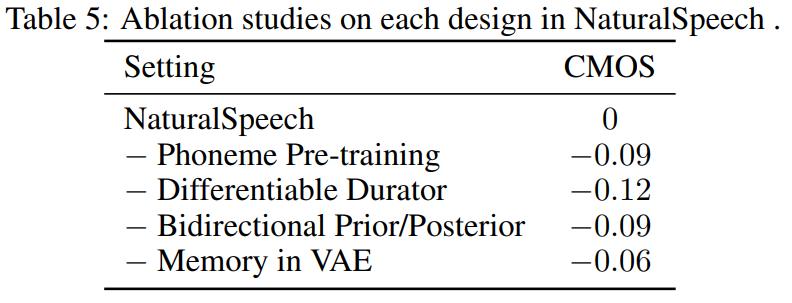 Table 5: Ablation studies on each design in NaturalSpeech .
Setting CMOS
NaturalSpeech 0
− Phoneme Pre-training −0.09
− Differentiable Durator −0.12
− Bidirectional Prior/Posterior −0.09
− Memory in VAE −0.06